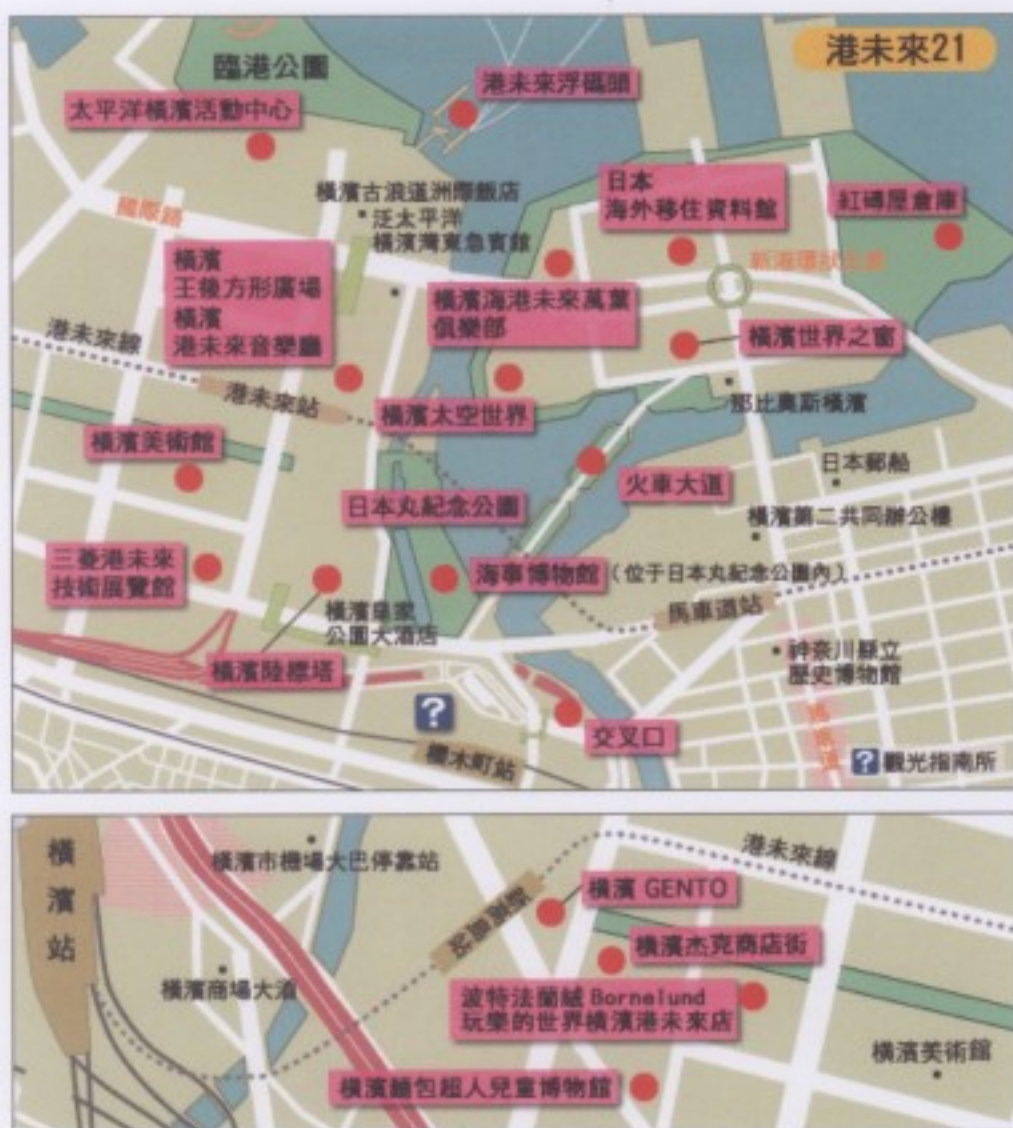 港未來21
臨港公園
港未來浮碼頭
太平洋橫濱活動中心
橫濱古浪道洲際飯店
泛太平洋
橫濱灣東急賓館
日本
海外移住資料館
紅磚屋倉庫
國際路
橫濱
王後方形廣場
橫濱
港未來音樂廳
橫濱海港未來萬葉
俱樂部
橫濱世界之窗
港未來線
港未來站
橫濱太空世界
那比奧斯橫濱
橫濱美術館
火車大道
日本郵船
日本丸紀念公園
橫濱第二共同辦公樓
三菱港未來
技術展覽館
海事博物館（位于日本丸紀念公園內）
馬車道站
橫濱皇家
公園大酒店
橫濱陸標塔
神奈川縣立
歷史博物館
?
交叉口
櫻木町站
? 觀光指南所
橫濱站
橫濱市機場大巴停靠站
港未來線
橫濱 GENTO
新高島站
橫濱杰克商店街
橫濱商場大酒
波特法蘭絨 Bornelund
玩樂的世界橫濱港未來店
橫濱美術館
橫濱麵包超人兒童博物館